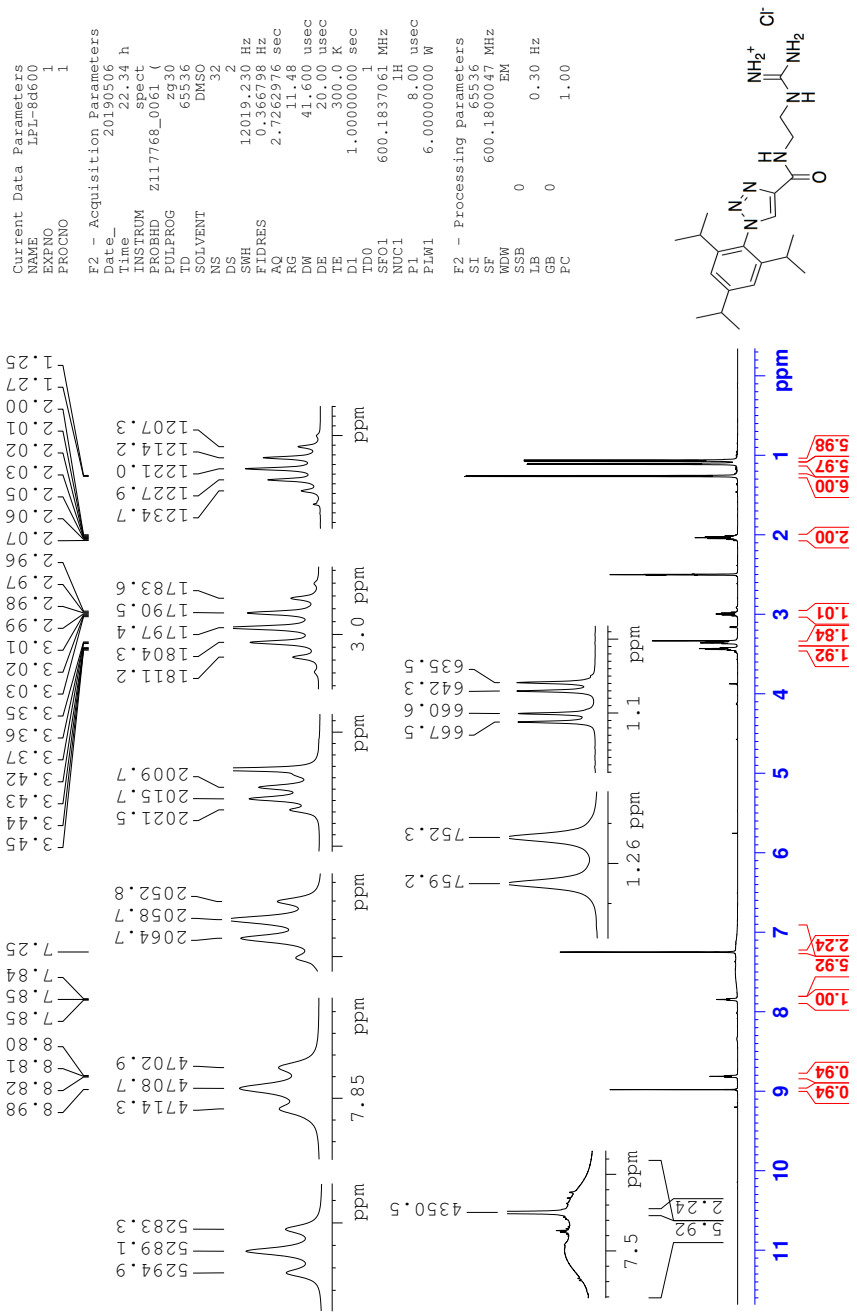 Current Data Parameters
NAME LPL-8d600
EXPNO 1
PROCNO 1
F2 - Acquisition Parameters
Date_ 20190506
Time 22.34 h
INSTRUM spect
PROBHD Z117768_0061 (
PULPROG zg30
TD 65536
SOLVENT DMSO
NS 32
DS 2
SWH 12019.230 Hz
FIDRES 0.366798 Hz
AQ 2.7262976 sec
RG 11.48
DW 41.600 usec
DE 20.00 usec
TE 300.0 K
D1 1.00000000 sec
TD0 1
SFO1 600.1837061 MHz
NUC1 1H
P1 8.00 usec
PLW1 6.00000000 W
F2 - Processing parameters
SI 65536
SF 600.1800047 MHz
WDW EM
SSB 0
LB 0.30 Hz
GB 0
PC 1.00
NH2+ Cl-
NH2
N
H
H
N
O
N
N
N
8.98
8.82
8.81
8.80
7.85
7.85
7.84
7.25
3.45
3.44
3.43
3.42
3.37
3.36
3.35
3.03
3.02
3.01
2.99
2.98
2.97
2.96
2.07
2.06
2.05
2.03
2.02
2.01
2.00
1.27
1.25
5294.9
5289.1
5283.3
ppm
4714.3
4708.7
4702.9
7.85 ppm
2064.7
2058.7
2052.8
ppm
2021.5
2015.7
2009.7
ppm
1811.2
1804.3
1797.4
1790.5
1783.6
3.0 ppm
1234.7
1227.9
1221.0
1214.2
1207.3
ppm
4350.5
7.5 ppm
5.92
2.24
759.2
752.3
1.26 ppm
667.5
660.6
642.3
635.5
1.1 ppm
11 10 9 8 7 6 5 4 3 2 1 ppm
0.94
0.94
1.00
5.92
2.24
1.92
1.84
1.01
2.00
6.00
5.97
5.98